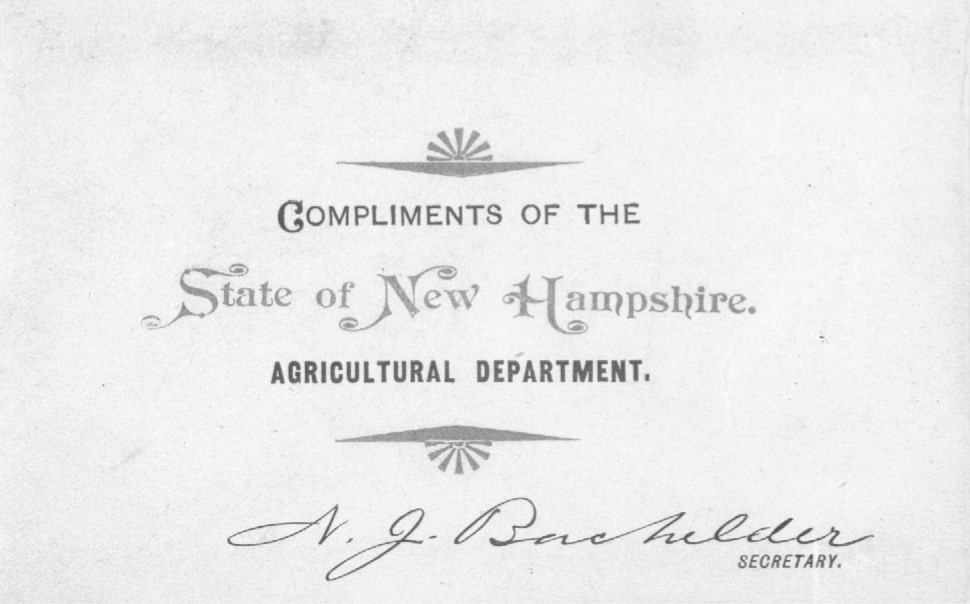 COMPLIMENTS OF THE
State of New Hampshire.
AGRICULTURAL DEPARTMENT.
N. J. Bachelder
SECRETARY.